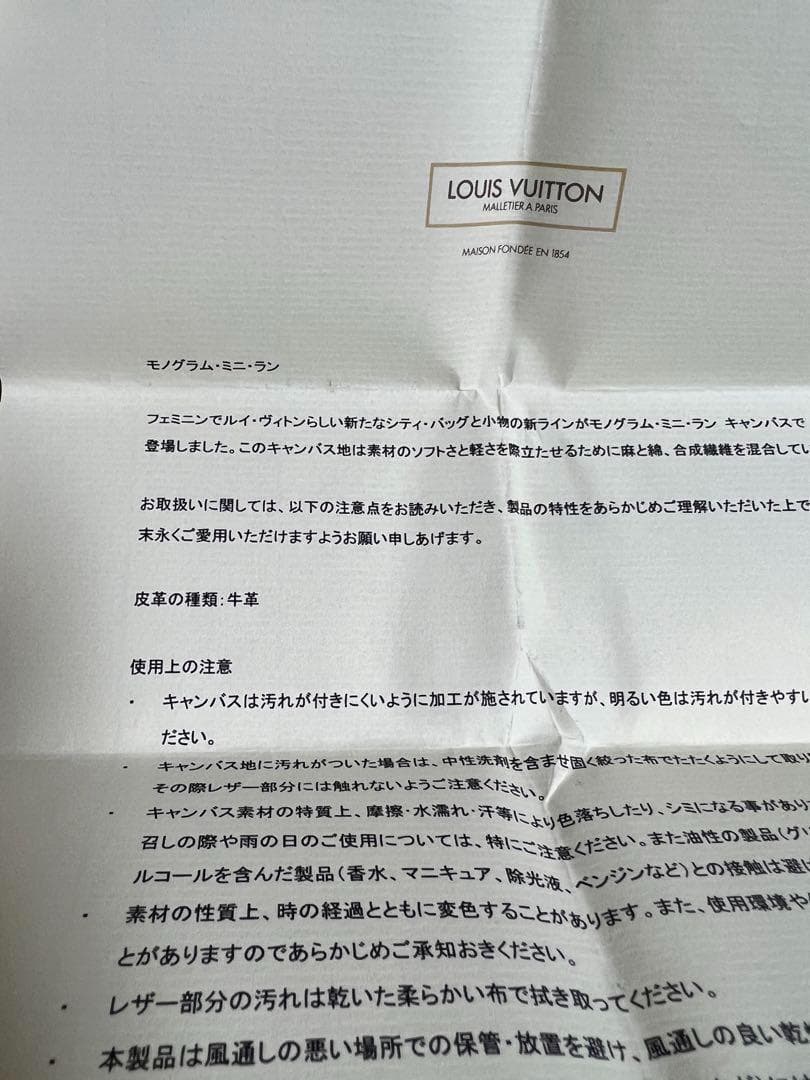 LOUIS VUITTON
MALLETIER A PARIS
MAISON FONDÉE EN 1854
モノグラム・ミニ・ラン
フェミニンでルイ・ヴィトンらしい新たなシティ・バッグと小物の新ラインがモノグラム・ミニ・ラン キャンバスで
登場しました。このキャンバス地は素材のソフトさと軽さを際立たせるために麻と綿、合成繊維を混合してい
お取扱いに関しては、以下の注意点をお読みいただき、製品の特性をあらかじめご理解いただいた上で
末永くご愛用いただけますようお願い申しあげます。
皮革の種類:牛革
使用上の注意
・ キャンバスは汚れが付きにくいように加工が施されていますが、明るい色は汚れが付きやすい
ださい。
・ キャンバス地に汚れがついた場合は、中性洗剤を含ませ固く絞った布でたたくようにして取り
その際レザー部分には触れないようご注意ください。
・ キャンバス素材の特質上、摩擦・水濡れ・汗等により色落ちしたり、シミになる事があり
召しの際や雨の日のご使用については、特にご注意ください。また油性の製品(グリ
ルコールを含んだ製品(香水、マニキュア、除光液、ベンジンなど)との接触は避け
・ 素材の性質上、時の経過とともに変色することがあります。また、使用環境や
とがありますのであらかじめご承知おきください。
・ レザー部分の汚れは乾いた柔らかい布で拭き取ってください。
・ 本製品は風通しの悪い場所での保管・放置を避け、風通しの良い乾